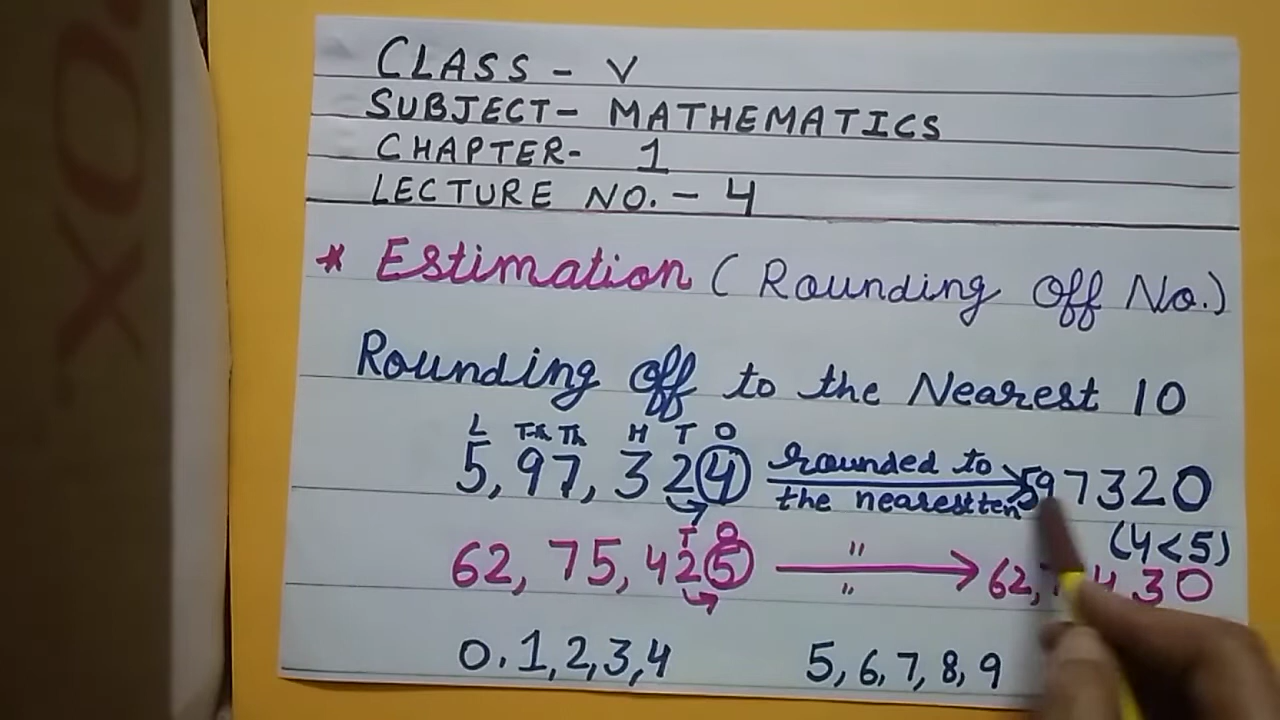 CLASS - V
SUBJECT- MATHEMATICS
CHAPTER- 1
LECTURE NO. - 4
* Estimation (Rounding Off No.)
Rounding off to the Nearest 10
L T-th Th H T O
5, 97, 324 rounded to the nearest ten 597320
(4<5)
T O
62, 75, 425 " " 62, 430
0. 1, 2, 3, 4 5, 6, 7, 8, 9